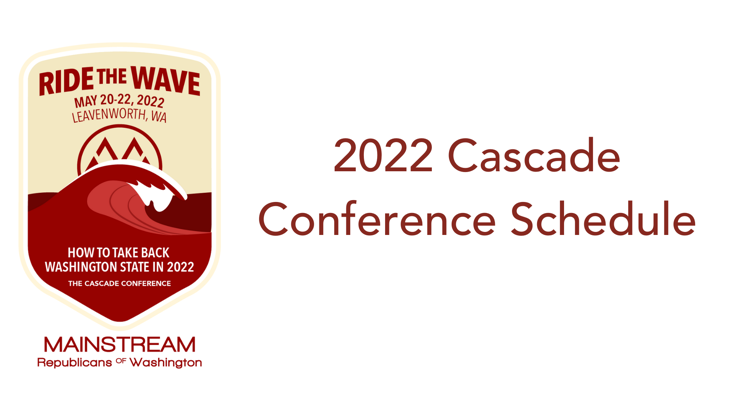 RIDE THE WAVE
MAY 20-22, 2022
LEAVENWORTH, WA
HOW TO TAKE BACK
WASHINGTON STATE IN 2022
THE CASCADE CONFERENCE
MAINSTREAM
Republicans OF Washington
2022 Cascade
Conference Schedule